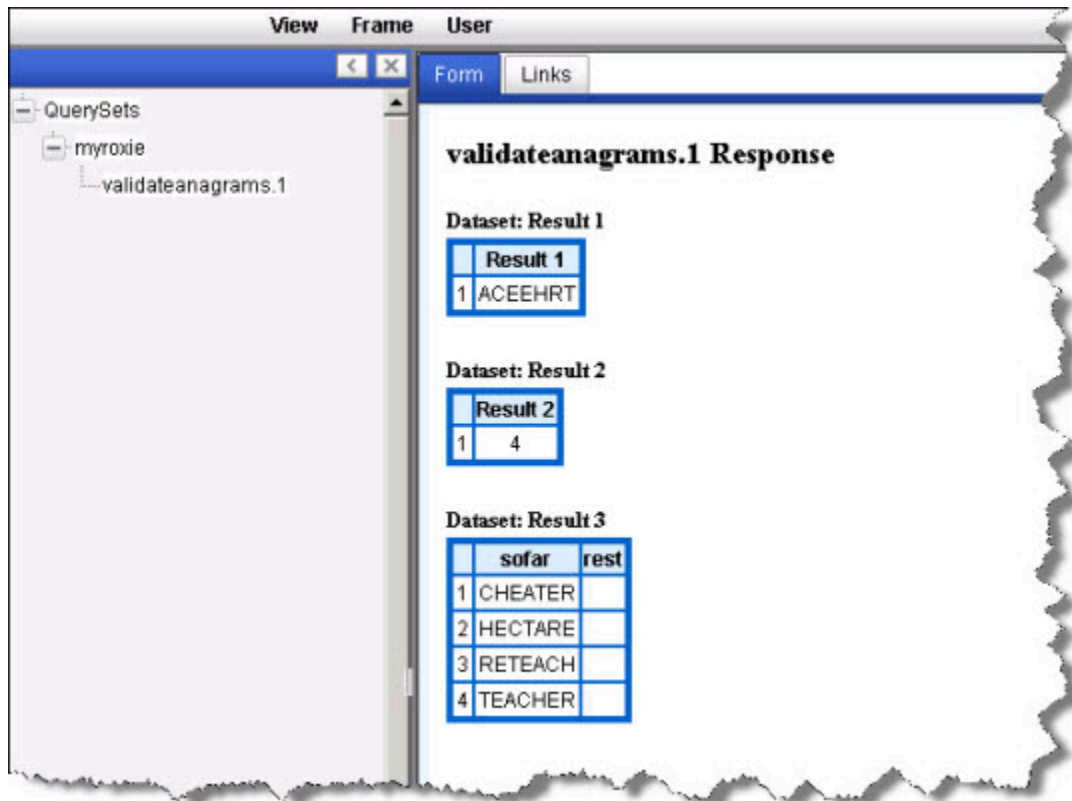 View Frame User
< X
Form Links
QuerySets
myroxie
validateanagrams.1
validateanagrams.1 Response
Dataset: Result 1
Result 1
1 ACEEHRT
Dataset: Result 2
Result 2
1 4
Dataset: Result 3
sofar rest
1 CHEATER
2 HECTARE
3 RETEACH
4 TEACHER